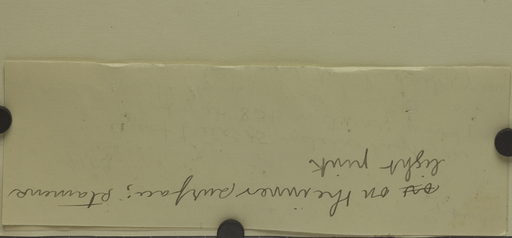 on the inner surface; stamens
light pink